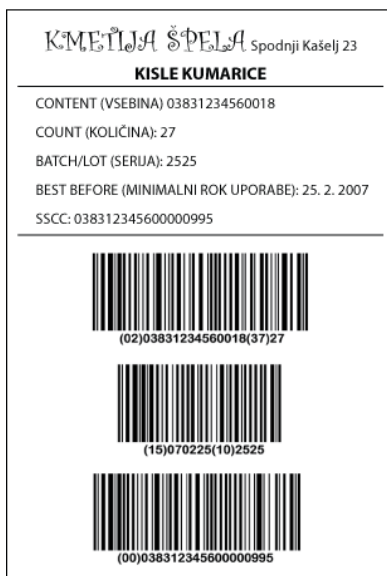 KMETIJA ŠPELA Spodnji Kašelj 23
KISLE KUMARICE
CONTENT (VSEBINA) 03831234560018
COUNT (KOLIČINA): 27
BATCH/LOT (SERIJA): 2525
BEST BEFORE (MINIMALNI ROK UPORABE): 25. 2. 2007
SSCC: 038312345600000995
(02)03831234560018(37)27
(15)070225(10)2525
(00)038312345600000995